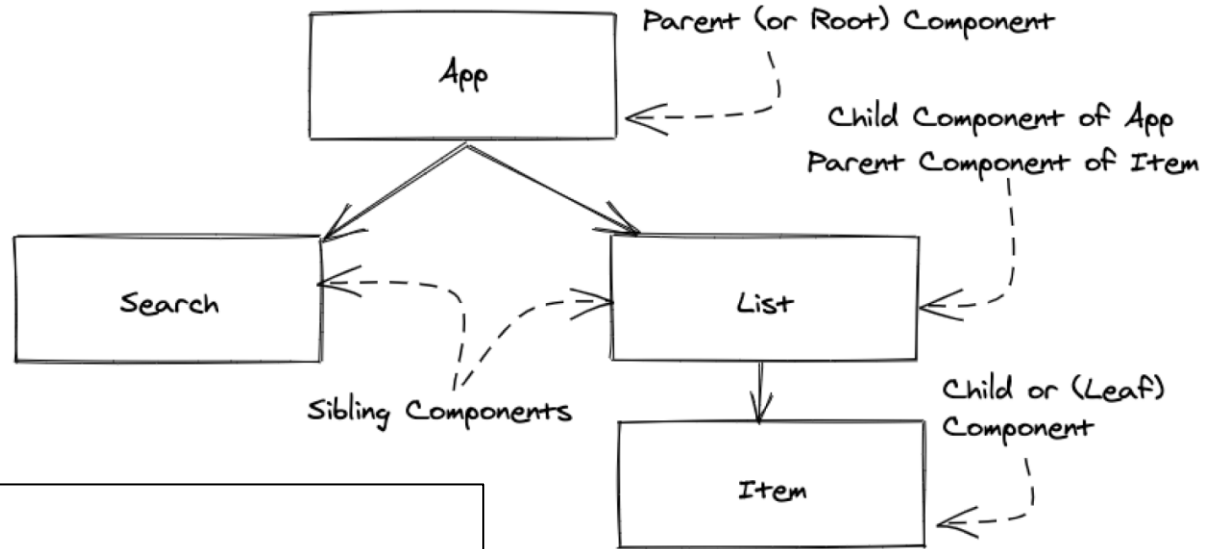 Parent (or Root) Component
App
Child Component of App
Parent Component of Item
Search
List
Sibling Components
Child or (Leaf)
Component
Item